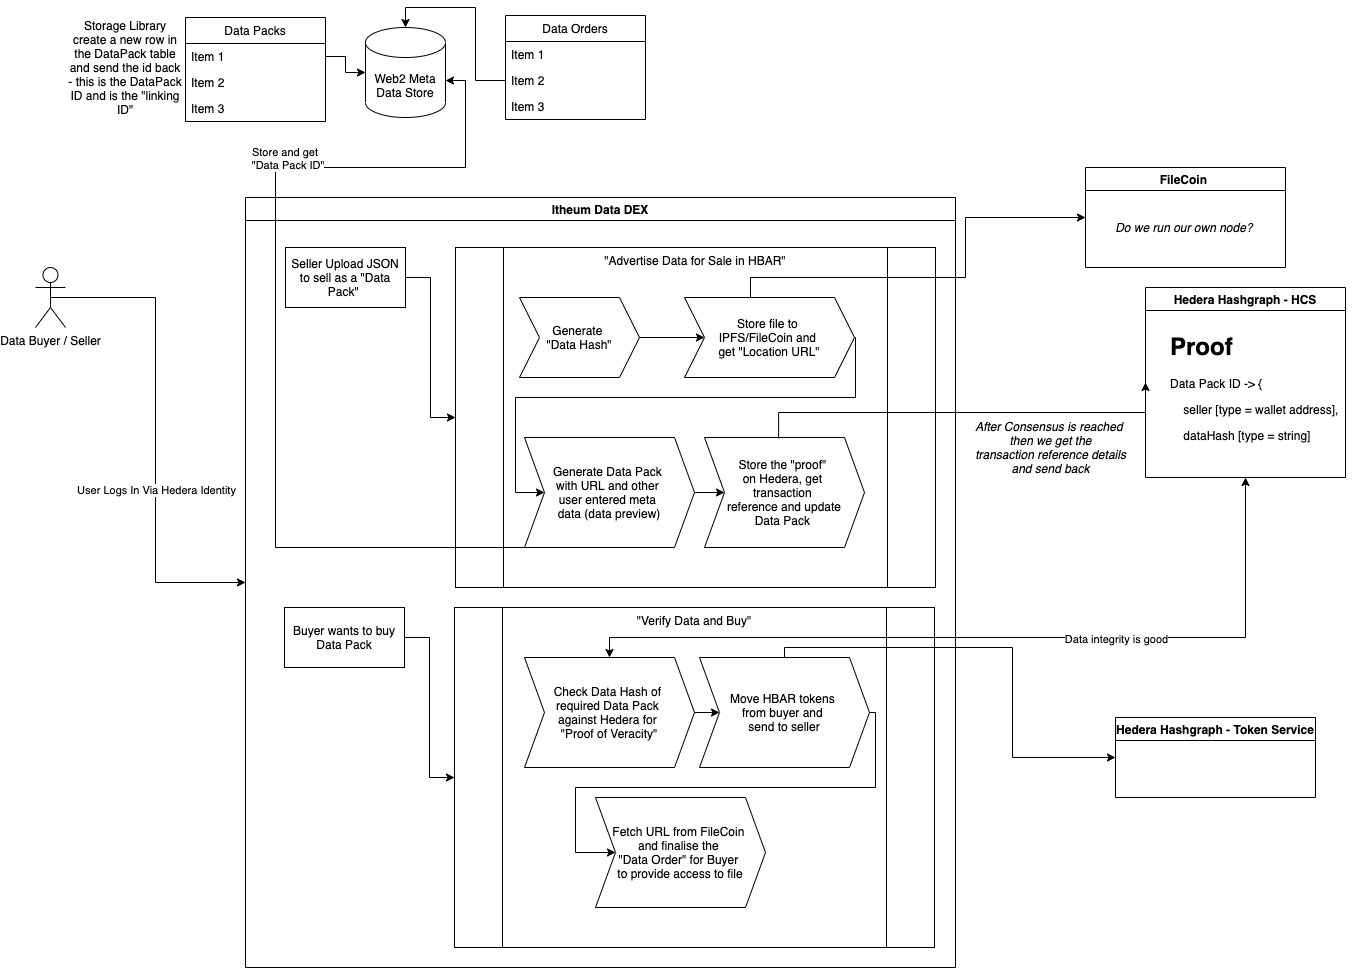 Storage Library
create a new row in
the DataPack table
and send the id back
- this is the DataPack
ID and is the "linking
ID"
Data Packs
Item 1
Item 2
Item 3
Web2 Meta
Data Store
Data Orders
Item 1
Item 2
Item 3
Store and get
"Data Pack ID"
Itheum Data DEX
FileCoin
Do we run our own node?
Seller Upload JSON
to sell as a "Data
Pack"
"Advertise Data for Sale in HBAR"
Generate
"Data Hash"
Store file to
IPFS/FileCoin and
get "Location URL"
Hedera Hashgraph - HCS
Proof
Data Pack ID -> {
seller [type = wallet address],
dataHash [type = string]
Data Buyer / Seller
After Consensus is reached
then we get the
transaction reference details
and send back
Generate Data Pack
with URL and other
user entered meta
data (data preview)
Store the "proof"
on Hedera, get
transaction
reference and update
Data Pack
User Logs In Via Hedera Identity
Buyer wants to buy
Data Pack
"Verify Data and Buy"
Data integrity is good
Check Data Hash of
required Data Pack
against Hedera for
"Proof of Veracity"
Move HBAR tokens
from buyer and
send to seller
Hedera Hashgraph - Token Service
Fetch URL from FileCoin
and finalise the
"Data Order" for Buyer
to provide access to file